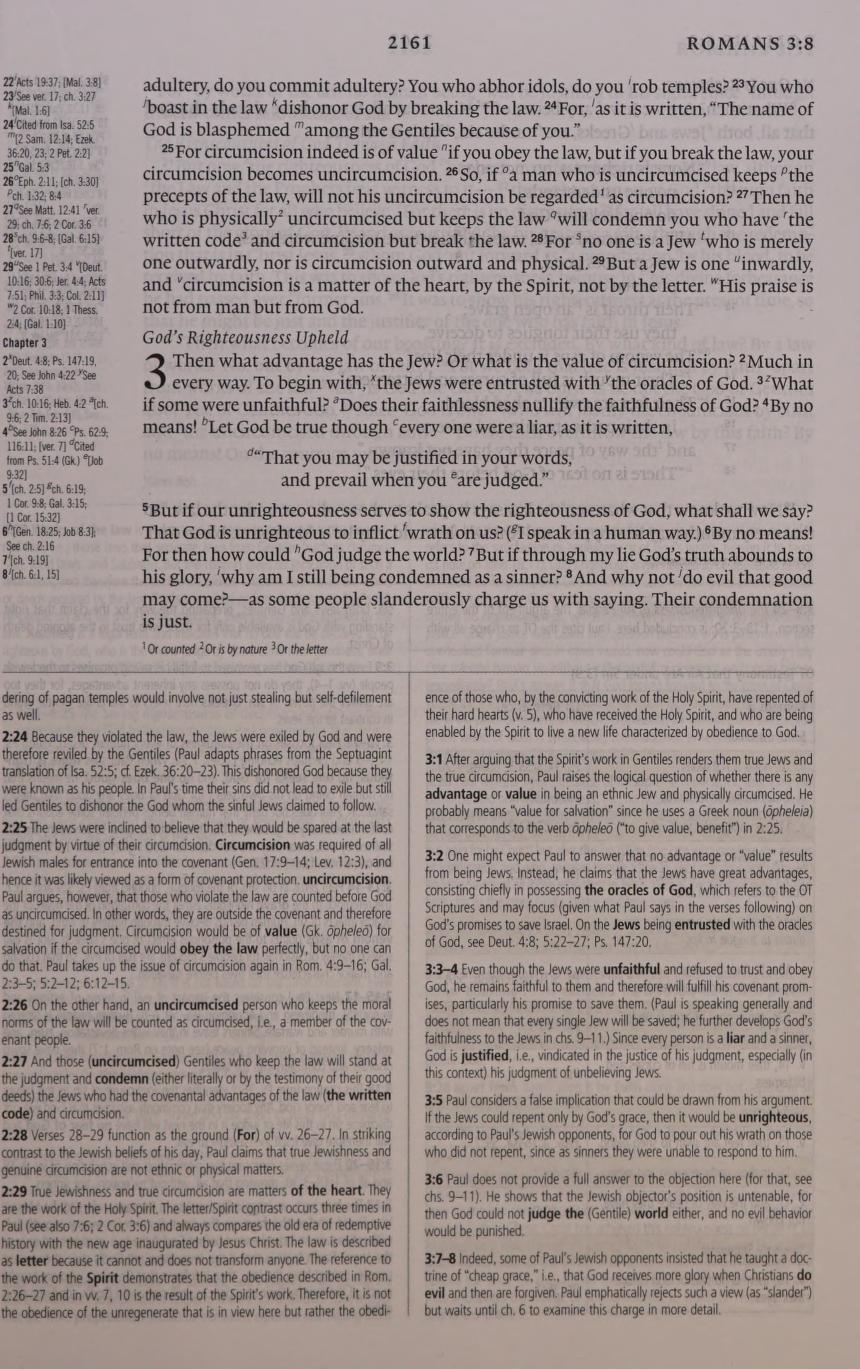 2161 ROMANS 3:8
22 ⁱActs 19:37; [Mal. 3:8]
23 ʲSee ver. 17; ch. 3:27
ᵏ[Mal. 1:6]
24 ˡCited from Isa. 52:5
ᵐ[2 Sam. 12:14; Ezek.
36:20, 23; 2 Pet. 2:2]
25 ⁿGal. 5:3
26 ᵒEph. 2:11; [ch. 3:30]
ᵖch. 1:32; 8:4
27 ᑫSee Matt. 12:41 ʳver.
29; ch. 7:6; 2 Cor. 3:6
28 ˢch. 9:6-8; [Gal. 6:15]
ᵗ[ver. 17]
29 ᵘSee 1 Pet. 3:4 ᵛ[Deut.
10:16; 30:6; Jer. 4:4; Acts
7:51; Phil. 3:3; Col. 2:11]
ʷ2 Cor. 10:18; 1 Thess.
2:4; [Gal. 1:10]
Chapter 3
2 ˣDeut. 4:8; Ps. 147:19,
20; See John 4:22 ʸSee
Acts 7:38
3 ᶻch. 10:16; Heb. 4:2 ᵃ[ch.
9:6; 2 Tim. 2:13]
4 ᵇSee John 8:26 ᶜPs. 62:9;
116:11; [ver. 7] ᵈCited
from Ps. 51:4 (Gk.) ᵉ[Job
9:32]
5 ᶠ[ch. 2:5] ᵍch. 6:19;
1 Cor. 9:8; Gal. 3:15;
[1 Cor. 15:32]
6 ʰ[Gen. 18:25; Job 8:3];
See ch. 2:16
7 ⁱ[ch. 9:19]
8 ʲ[ch. 6:1, 15]
adultery, do you commit adultery? You who abhor idols, do you ⁱrob temples? ²³You who
ʲboast in the law ᵏdishonor God by breaking the law. ²⁴For, ˡas it is written, “The name of
God is blasphemed ᵐamong the Gentiles because of you.”
²⁵For circumcision indeed is of value ⁿif you obey the law, but if you break the law, your
circumcision becomes uncircumcision. ²⁶So, if ᵒa man who is uncircumcised keeps ᵖthe
precepts of the law, will not his uncircumcision be regarded¹ as circumcision? ²⁷Then he
who is physically² uncircumcised but keeps the law ᑫwill condemn you who have ʳthe
written code³ and circumcision but break the law. ²⁸For ˢno one is a Jew ᵗwho is merely
one outwardly, nor is circumcision outward and physical. ²⁹But a Jew is one ᵘinwardly,
and ᵛcircumcision is a matter of the heart, by the Spirit, not by the letter. ʷHis praise is
not from man but from God.
God's Righteousness Upheld
3 Then what advantage has the Jew? Or what is the value of circumcision? ²Much in
every way. To begin with, ˣthe Jews were entrusted with ʸthe oracles of God. ³ᶻWhat
if some were unfaithful? ᵃDoes their faithlessness nullify the faithfulness of God? ⁴By no
means! ᵇLet God be true though ᶜevery one were a liar, as it is written,
ᵈ“That you may be justified in your words,
and prevail when you ᵉare judged.”
⁵But if our unrighteousness serves to show the righteousness of God, what shall we say?
That God is unrighteous to inflict ᶠwrath on us? (ᵍI speak in a human way.) ⁶By no means!
For then how could ʰGod judge the world? ⁷But if through my lie God's truth abounds to
his glory, ⁱwhy am I still being condemned as a sinner? ⁸And why not ʲdo evil that good
may come?—as some people slanderously charge us with saying. Their condemnation
is just.
¹ Or counted ² Or is by nature ³ Or the letter
dering of pagan temples would involve not just stealing but self-defilement
as well.
2:24 Because they violated the law, the Jews were exiled by God and were
therefore reviled by the Gentiles (Paul adapts phrases from the Septuagint
translation of Isa. 52:5; cf. Ezek. 36:20–23). This dishonored God because they
were known as his people. In Paul's time their sins did not lead to exile but still
led Gentiles to dishonor the God whom the sinful Jews claimed to follow.
2:25 The Jews were inclined to believe that they would be spared at the last
judgment by virtue of their circumcision. Circumcision was required of all
Jewish males for entrance into the covenant (Gen. 17:9–14; Lev. 12:3), and
hence it was likely viewed as a form of covenant protection. uncircumcision.
Paul argues, however, that those who violate the law are counted before God
as uncircumcised. In other words, they are outside the covenant and therefore
destined for judgment. Circumcision would be of value (Gk. ōpheleō) for
salvation if the circumcised would obey the law perfectly, but no one can
do that. Paul takes up the issue of circumcision again in Rom. 4:9–16; Gal.
2:3–5; 5:2–12; 6:12–15.
2:26 On the other hand, an uncircumcised person who keeps the moral
norms of the law will be counted as circumcised, i.e., a member of the cov-
enant people.
2:27 And those (uncircumcised) Gentiles who keep the law will stand at
the judgment and condemn (either literally or by the testimony of their good
deeds) the Jews who had the covenantal advantages of the law (the written
code) and circumcision.
2:28 Verses 28–29 function as the ground (For) of vv. 26–27. In striking
contrast to the Jewish beliefs of his day, Paul claims that true Jewishness and
genuine circumcision are not ethnic or physical matters.
2:29 True Jewishness and true circumcision are matters of the heart. They
are the work of the Holy Spirit. The letter/Spirit contrast occurs three times in
Paul (see also 7:6; 2 Cor. 3:6) and always compares the old era of redemptive
history with the new age inaugurated by Jesus Christ. The law is described
as letter because it cannot and does not transform anyone. The reference to
the work of the Spirit demonstrates that the obedience described in Rom.
2:26–27 and in vv. 7, 10 is the result of the Spirit's work. Therefore, it is not
the obedience of the unregenerate that is in view here but rather the obedi-
ence of those who, by the convicting work of the Holy Spirit, have repented of
their hard hearts (v. 5), who have received the Holy Spirit, and who are being
enabled by the Spirit to live a new life characterized by obedience to God.
3:1 After arguing that the Spirit's work in Gentiles renders them true Jews and
the true circumcision, Paul raises the logical question of whether there is any
advantage or value in being an ethnic Jew and physically circumcised. He
probably means “value for salvation” since he uses a Greek noun (ōpheleia)
that corresponds to the verb ōpheleō (“to give value, benefit”) in 2:25.
3:2 One might expect Paul to answer that no advantage or “value” results
from being Jews. Instead, he claims that the Jews have great advantages,
consisting chiefly in possessing the oracles of God, which refers to the OT
Scriptures and may focus (given what Paul says in the verses following) on
God's promises to save Israel. On the Jews being entrusted with the oracles
of God, see Deut. 4:8; 5:22–27; Ps. 147:20.
3:3–4 Even though the Jews were unfaithful and refused to trust and obey
God, he remains faithful to them and therefore will fulfill his covenant prom-
ises, particularly his promise to save them. (Paul is speaking generally and
does not mean that every single Jew will be saved; he further develops God's
faithfulness to the Jews in chs. 9–11.) Since every person is a liar and a sinner,
God is justified, i.e., vindicated in the justice of his judgment, especially (in
this context) his judgment of unbelieving Jews.
3:5 Paul considers a false implication that could be drawn from his argument.
If the Jews could repent only by God's grace, then it would be unrighteous,
according to Paul's Jewish opponents, for God to pour out his wrath on those
who did not repent, since as sinners they were unable to respond to him.
3:6 Paul does not provide a full answer to the objection here (for that, see
chs. 9–11). He shows that the Jewish objector's position is untenable, for
then God could not judge the (Gentile) world either, and no evil behavior
would be punished.
3:7–8 Indeed, some of Paul's Jewish opponents insisted that he taught a doc-
trine of “cheap grace,” i.e., that God receives more glory when Christians do
evil and then are forgiven. Paul emphatically rejects such a view (as “slander”)
but waits until ch. 6 to examine this charge in more detail.